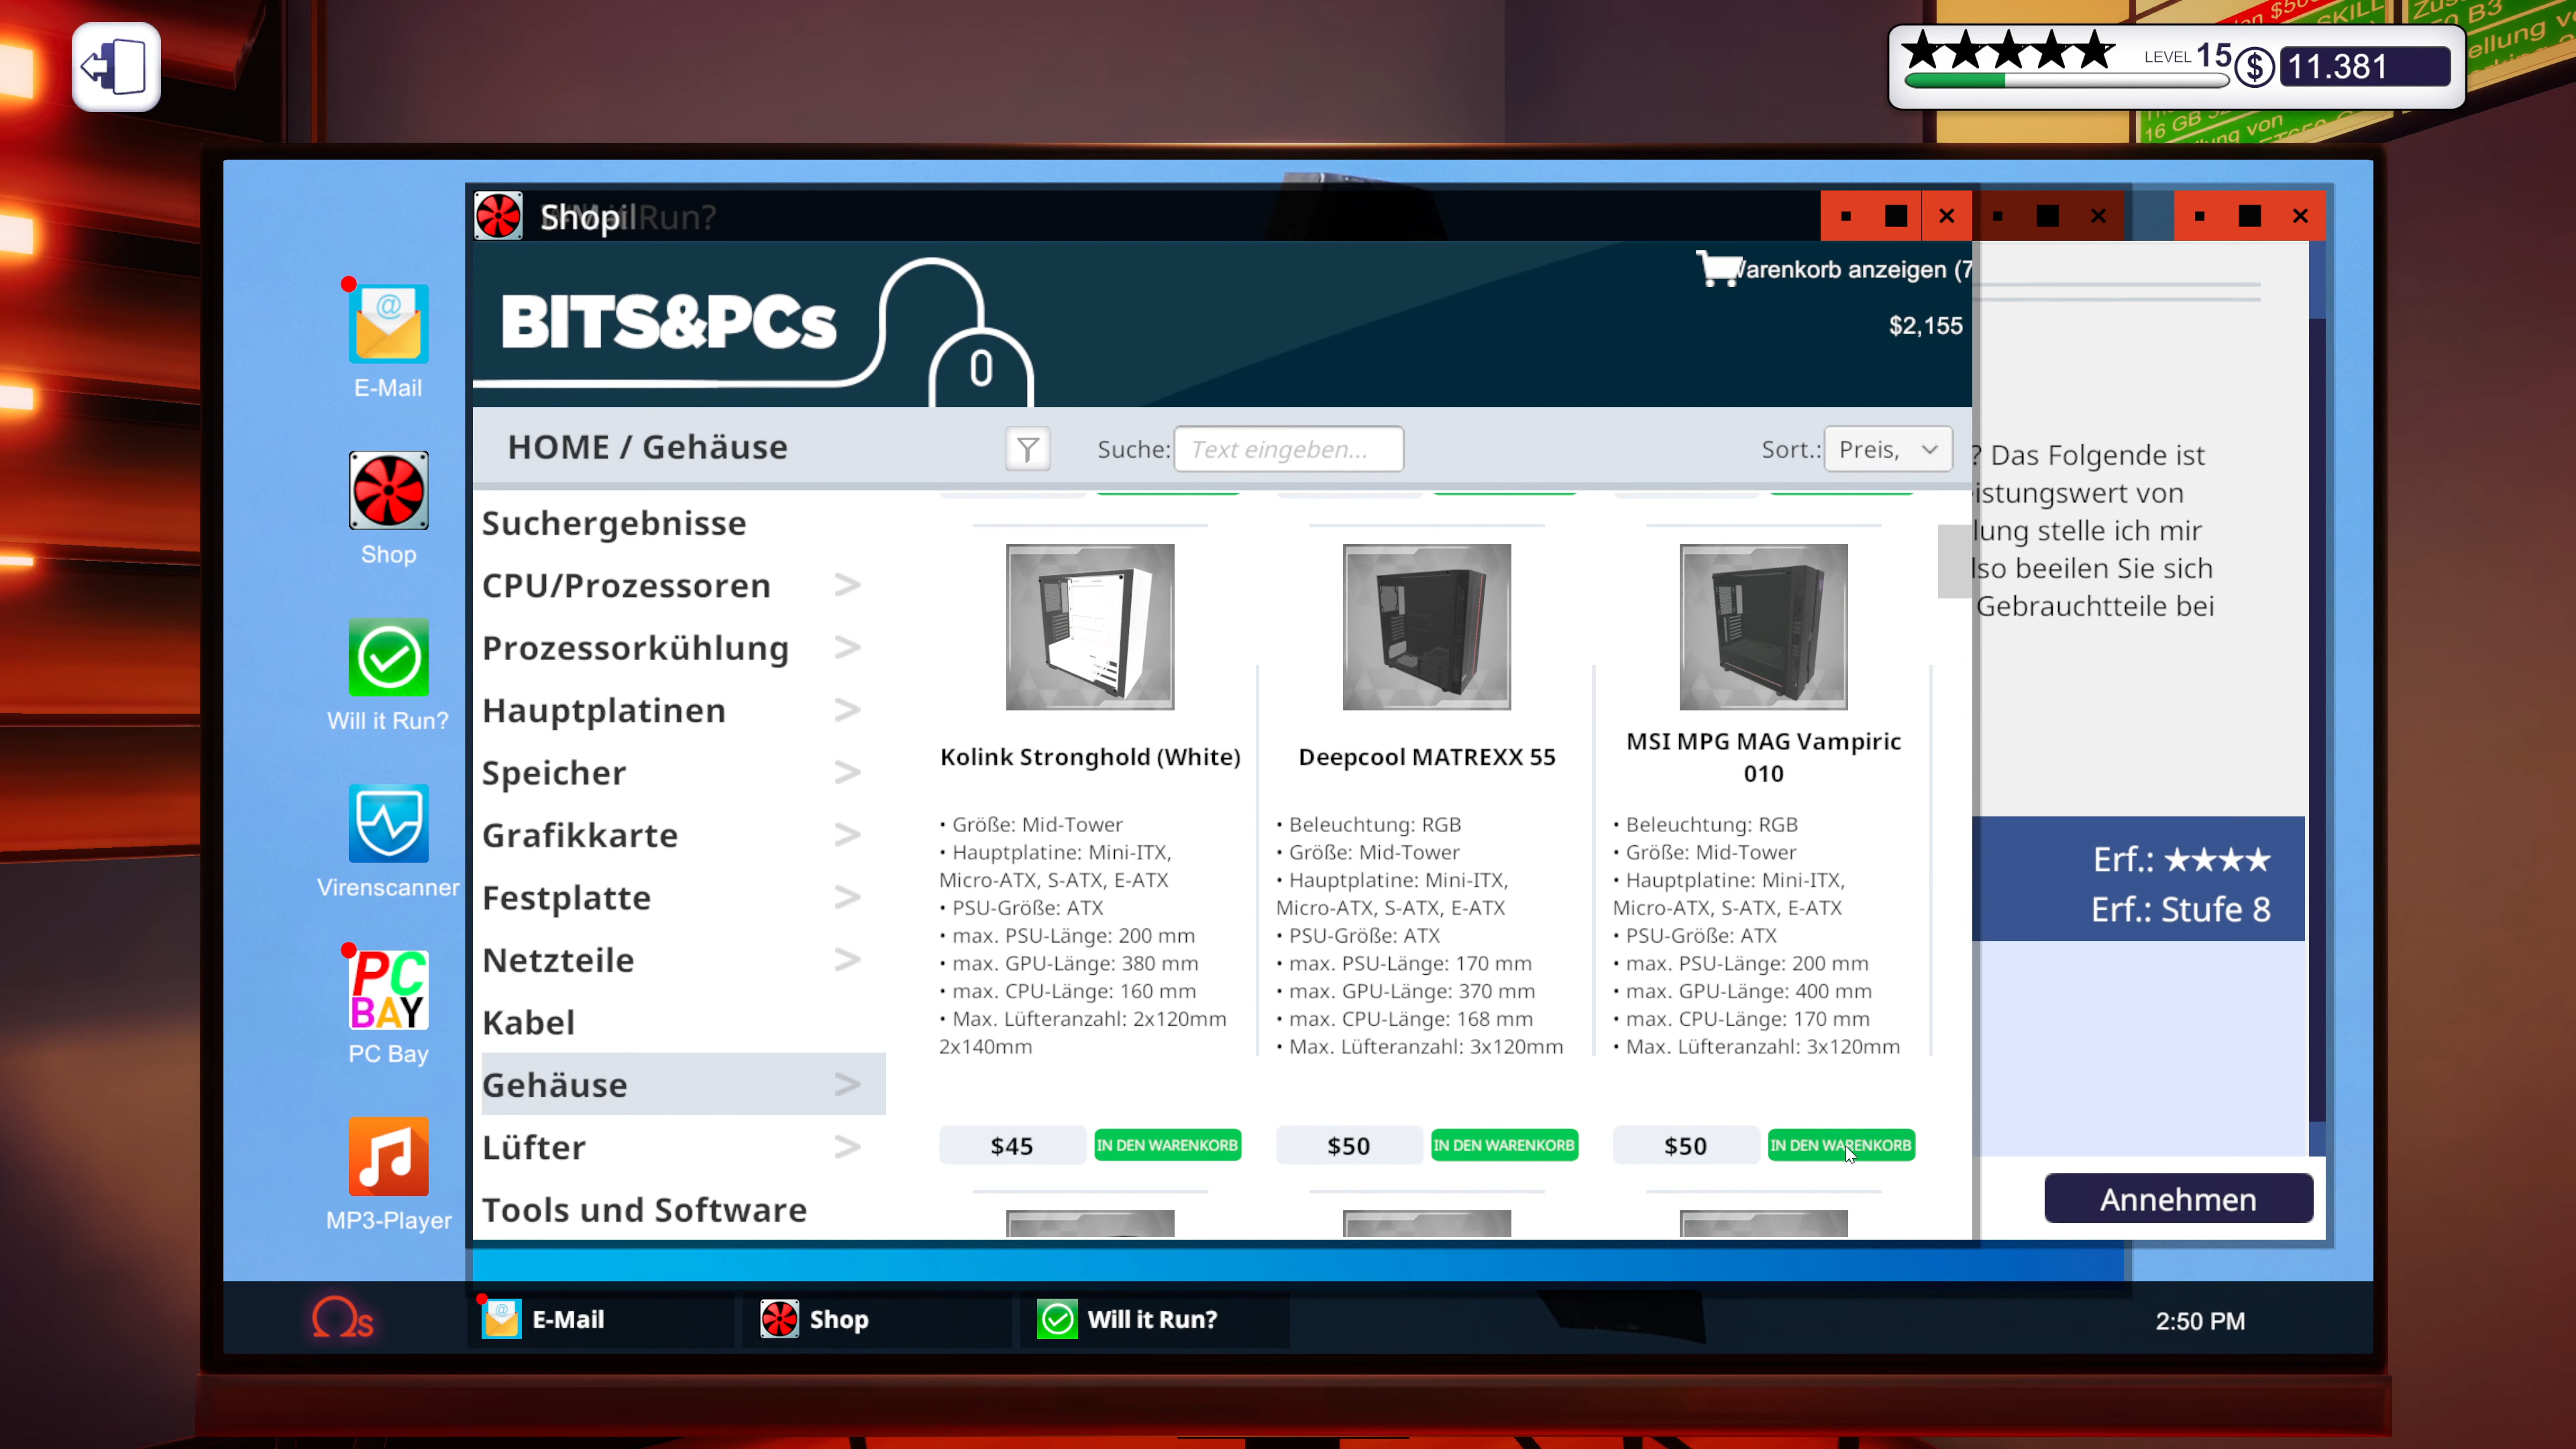 LEVEL 15 $ 11.381
Shop
BITS&PCs
Warenkorb anzeigen (7
$2,155
HOME / Gehäuse
Suche: Text eingeben...
Sort.: Preis,
Suchergebnisse
CPU/Prozessoren >
Prozessorkühlung >
Hauptplatinen >
Speicher >
Grafikkarte >
Festplatte >
Netzteile >
Kabel
Gehäuse >
Lüfter >
Tools und Software
Kolink Stronghold (White)
• Größe: Mid-Tower
• Hauptplatine: Mini-ITX,
Micro-ATX, S-ATX, E-ATX
• PSU-Größe: ATX
• max. PSU-Länge: 200 mm
• max. GPU-Länge: 380 mm
• max. CPU-Länge: 160 mm
• Max. Lüfteranzahl: 2x120mm
2x140mm
$45 IN DEN WARENKORB
Deepcool MATREXX 55
• Beleuchtung: RGB
• Größe: Mid-Tower
• Hauptplatine: Mini-ITX,
Micro-ATX, S-ATX, E-ATX
• PSU-Größe: ATX
• max. PSU-Länge: 170 mm
• max. GPU-Länge: 370 mm
• max. CPU-Länge: 168 mm
• Max. Lüfteranzahl: 3x120mm
$50 IN DEN WARENKORB
MSI MPG MAG Vampiric
010
• Beleuchtung: RGB
• Größe: Mid-Tower
• Hauptplatine: Mini-ITX,
Micro-ATX, S-ATX, E-ATX
• PSU-Größe: ATX
• max. PSU-Länge: 200 mm
• max. GPU-Länge: 400 mm
• max. CPU-Länge: 170 mm
• Max. Lüfteranzahl: 3x120mm
$50 IN DEN WARENKORB
? Das Folgende ist
istungswert von
lung stelle ich mir
lso beeilen Sie sich
Gebrauchtteile bei
Erf.: ★★★★
Erf.: Stufe 8
Annehmen
E-Mail
Shop
Will it Run?
Virenscanner
PC
BAY
PC Bay
MP3-Player
Ωs
E-Mail
Shop
Will it Run?
2:50 PM